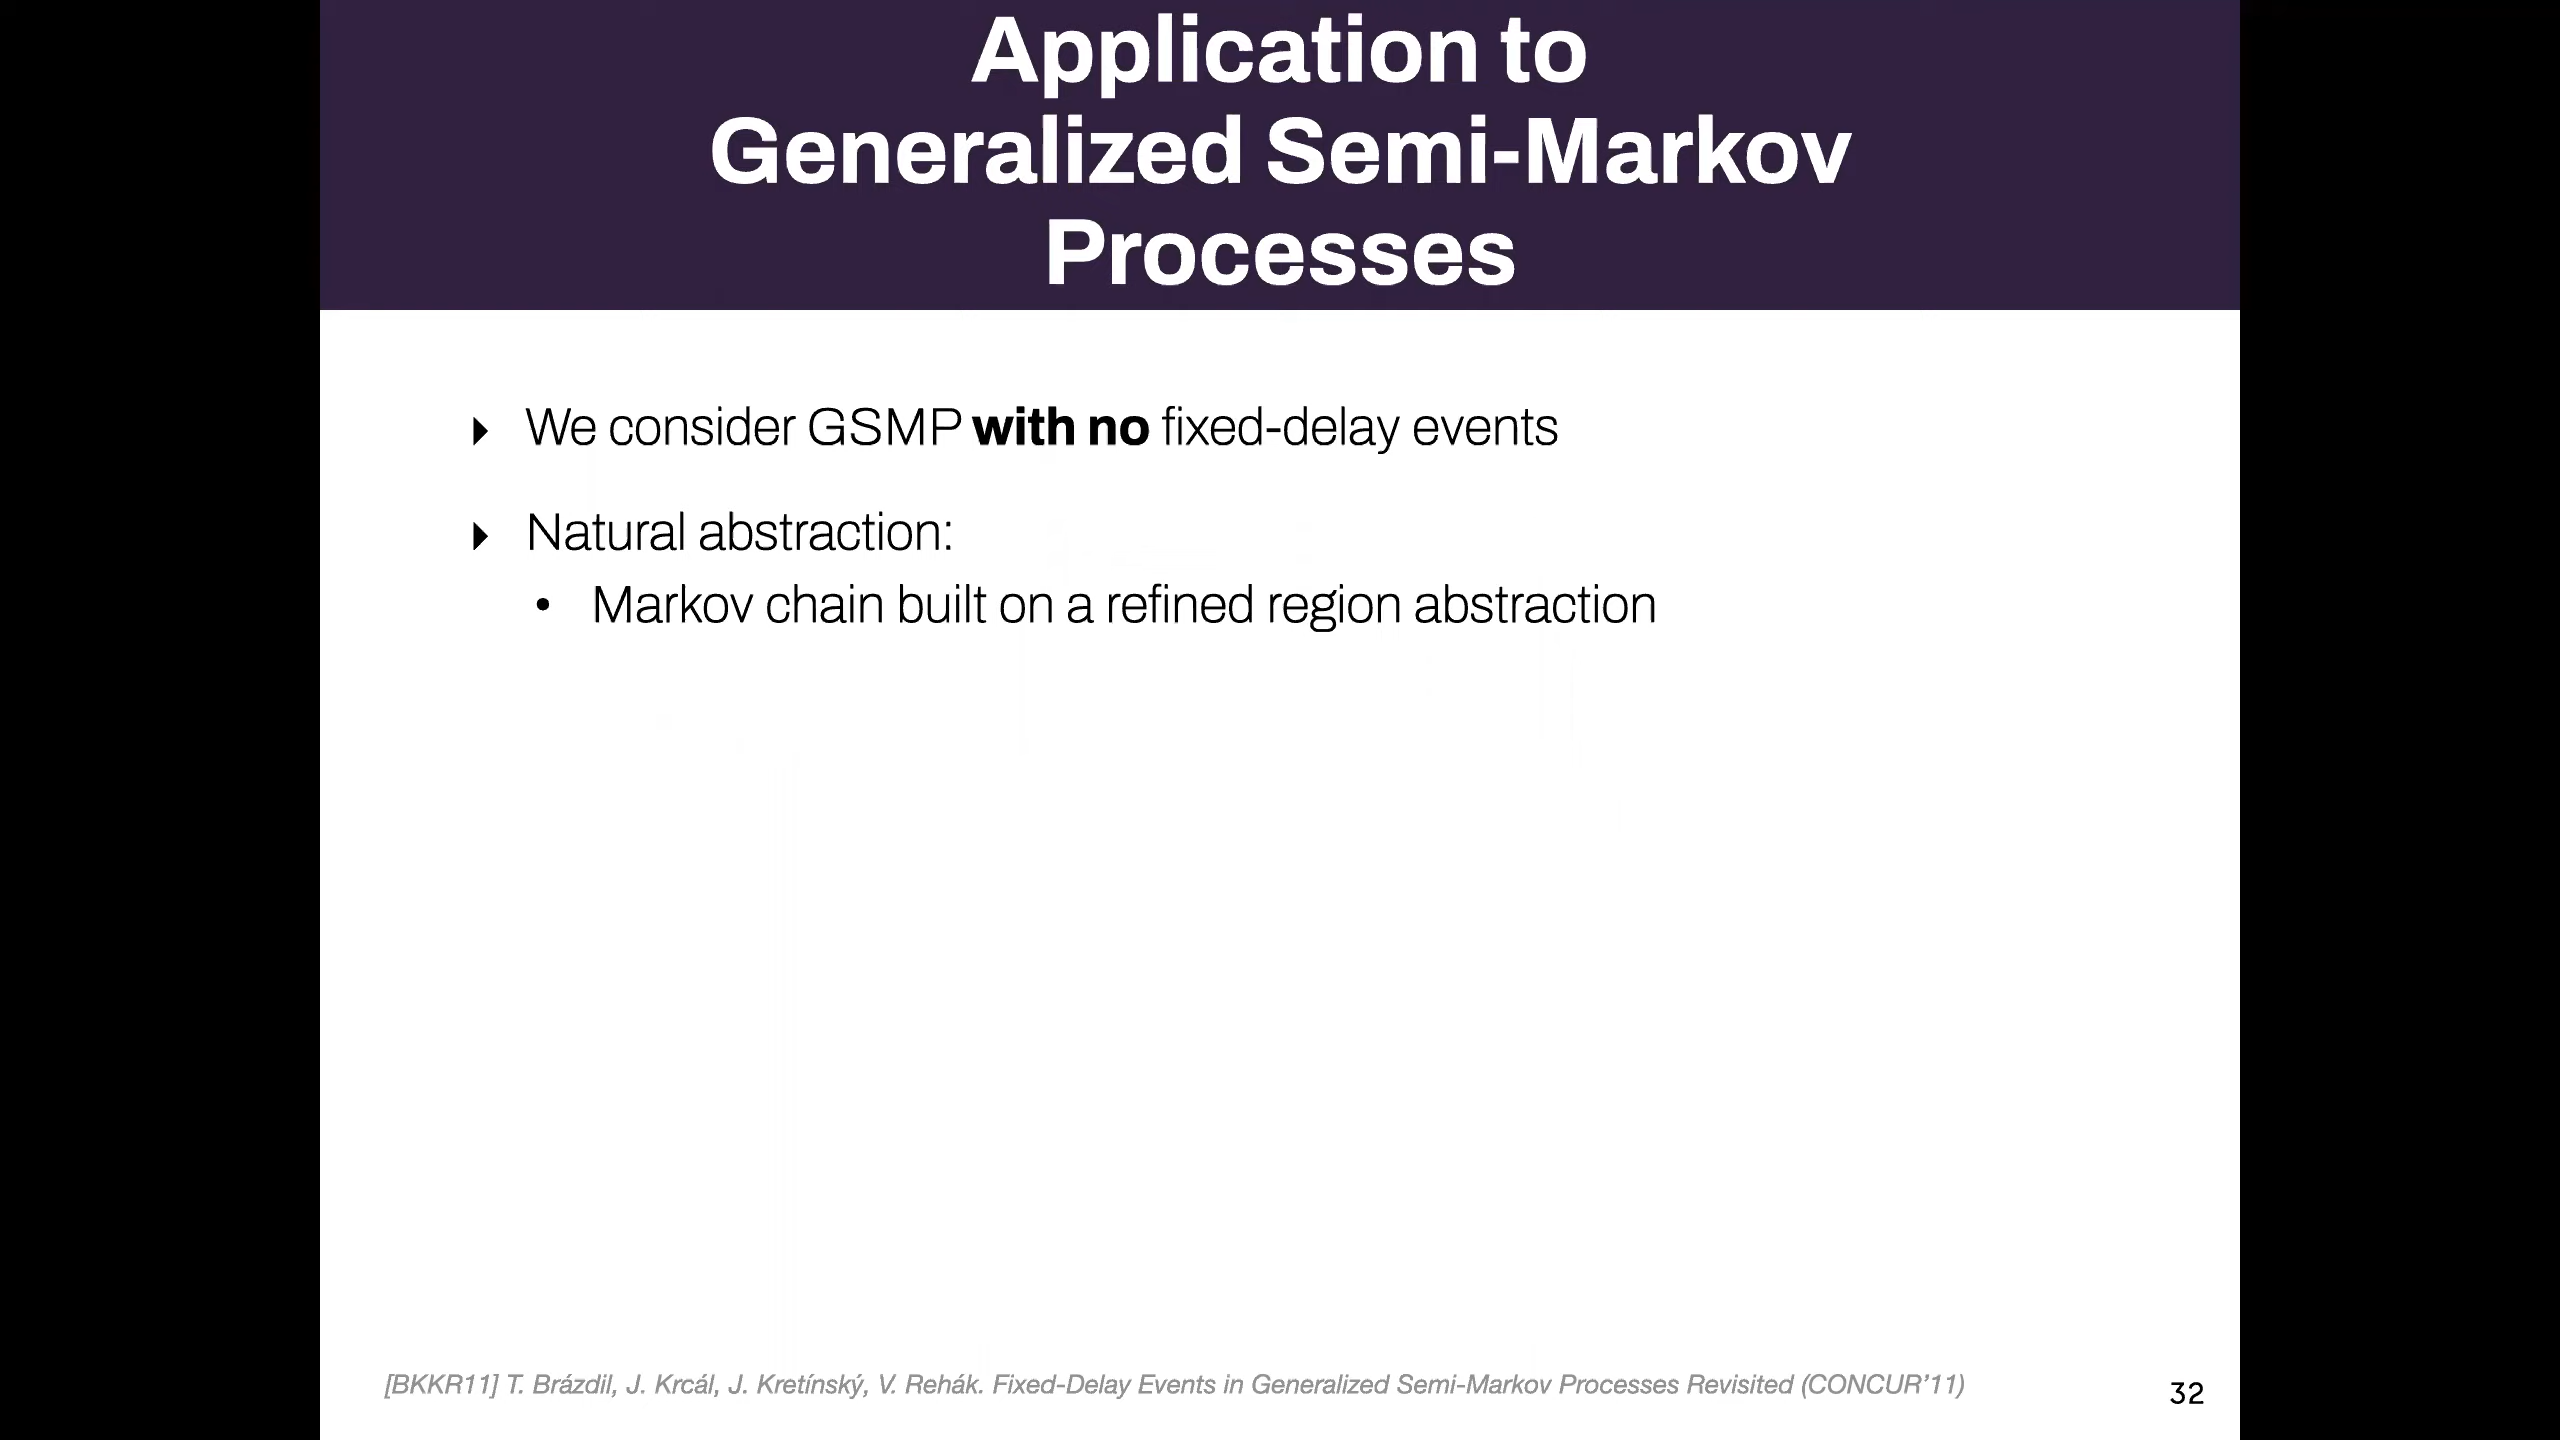 Application to
Generalized Semi-Markov
Processes
▸ We consider GSMP with no fixed-delay events
▸ Natural abstraction:
• Markov chain built on a refined region abstraction
[BKKR11] T. Brázdil, J. Krcál, J. Kretínský, V. Rehák. Fixed-Delay Events in Generalized Semi-Markov Processes Revisited (CONCUR’11)
32